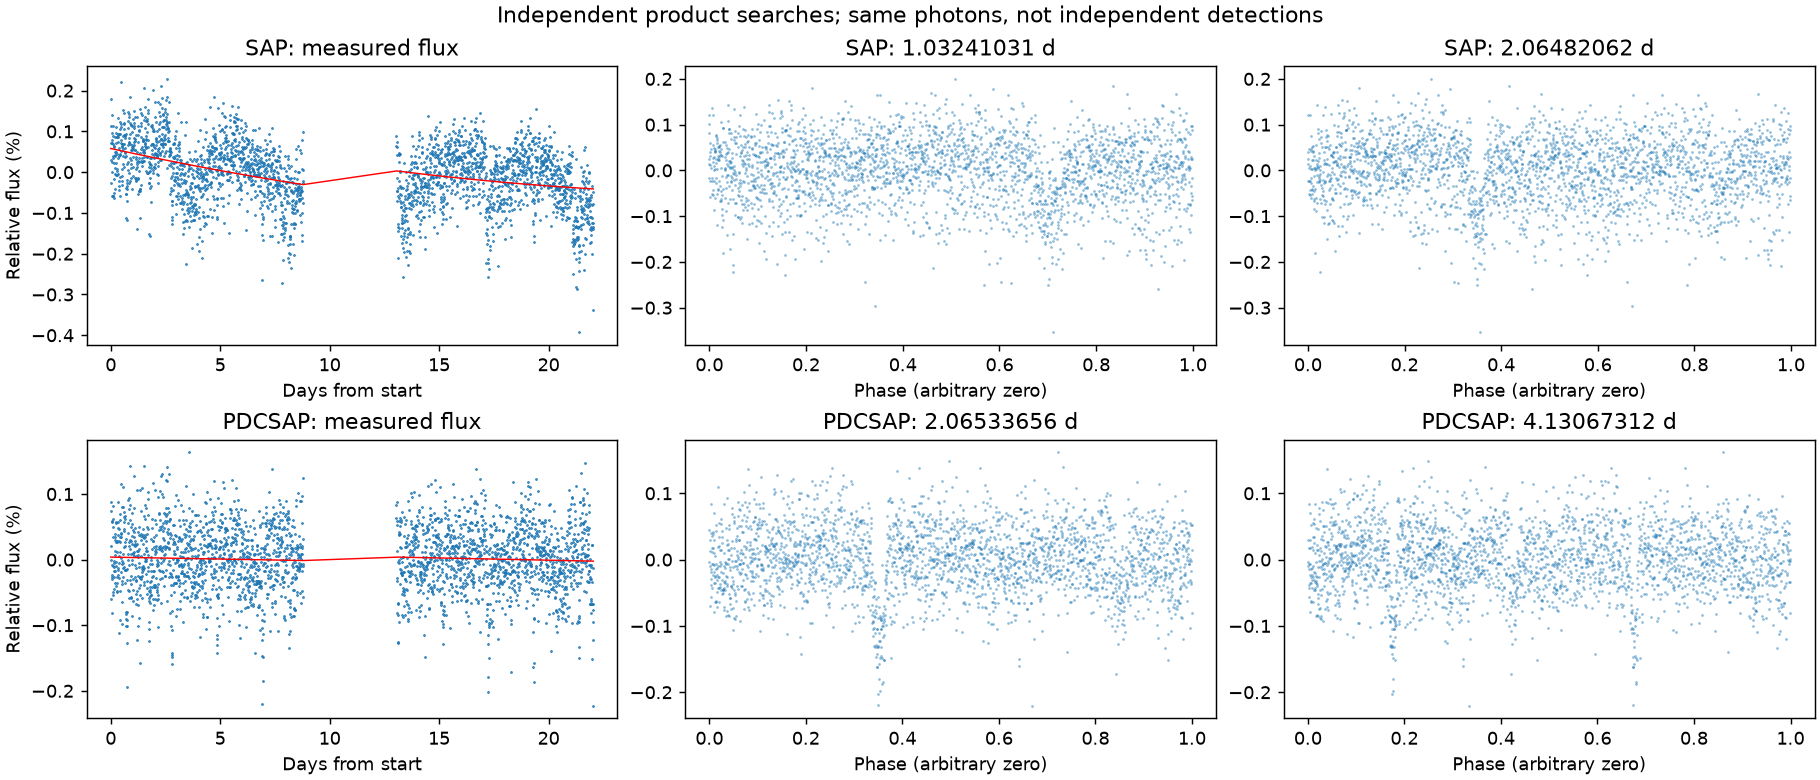 Independent product searches; same photons, not independent detections
SAP: measured flux
SAP: 1.03241031 d
SAP: 2.06482062 d
Relative flux (%)
0.2
0.1
0.0
−0.1
−0.2
−0.3
−0.4
0 5 10 15 20
Days from start
0.2
0.1
0.0
−0.1
−0.2
−0.3
0.0 0.2 0.4 0.6 0.8 1.0
Phase (arbitrary zero)
0.2
0.1
0.0
−0.1
−0.2
−0.3
0.0 0.2 0.4 0.6 0.8 1.0
Phase (arbitrary zero)
PDCSAP: measured flux
PDCSAP: 2.06533656 d
PDCSAP: 4.13067312 d
Relative flux (%)
0.1
0.0
−0.1
−0.2
0 5 10 15 20
Days from start
0.1
0.0
−0.1
−0.2
0.0 0.2 0.4 0.6 0.8 1.0
Phase (arbitrary zero)
0.1
0.0
−0.1
−0.2
0.0 0.2 0.4 0.6 0.8 1.0
Phase (arbitrary zero)